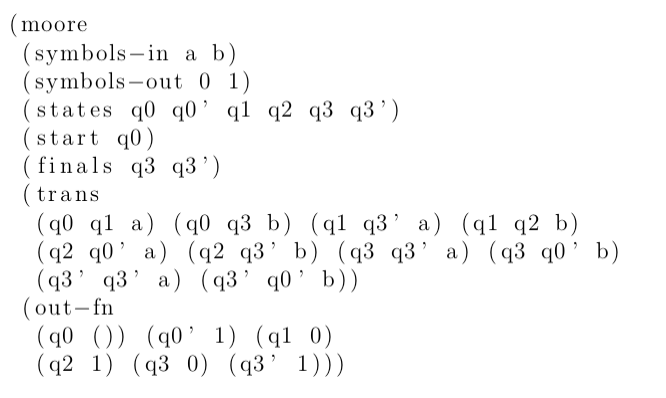 (moore
(symbols−in a b)
(symbols−out 0 1)
(states q0 q0' q1 q2 q3 q3')
(start q0)
(finals q3 q3')
(trans
(q0 q1 a) (q0 q3 b) (q1 q3' a) (q1 q2 b)
(q2 q0' a) (q2 q3' b) (q3 q3' a) (q3 q0' b)
(q3' q3' a) (q3' q0' b))
(out−fn
(q0 ()) (q0' 1) (q1 0)
(q2 1) (q3 0) (q3' 1)))